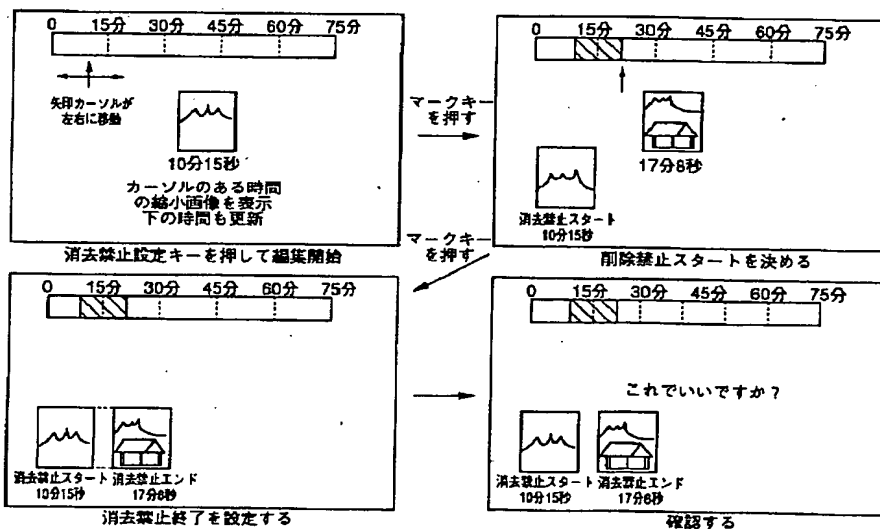 0 15分 30分 45分 60分 75分
矢印カーソルが
左右に移動
10分15秒
カーソルのある時間
の縮小画像を表示
下の時間も更新
消去禁止設定キーを押して編集開始
マークキー
を押す
0 15分 30分 45分 60分 75分
17分8秒
消去禁止スタート
10分15秒
削除禁止スタートを決める
マークキー
を押す
0 15分 30分 45分 60分 75分
消去禁止スタート 消去禁止エンド
10分15秒 17分8秒
消去禁止終了を設定する
0 15分 30分 45分 60分 75分
これでいいですか?
消去禁止スタート 消去禁止エンド
10分15秒 17分8秒
確認する